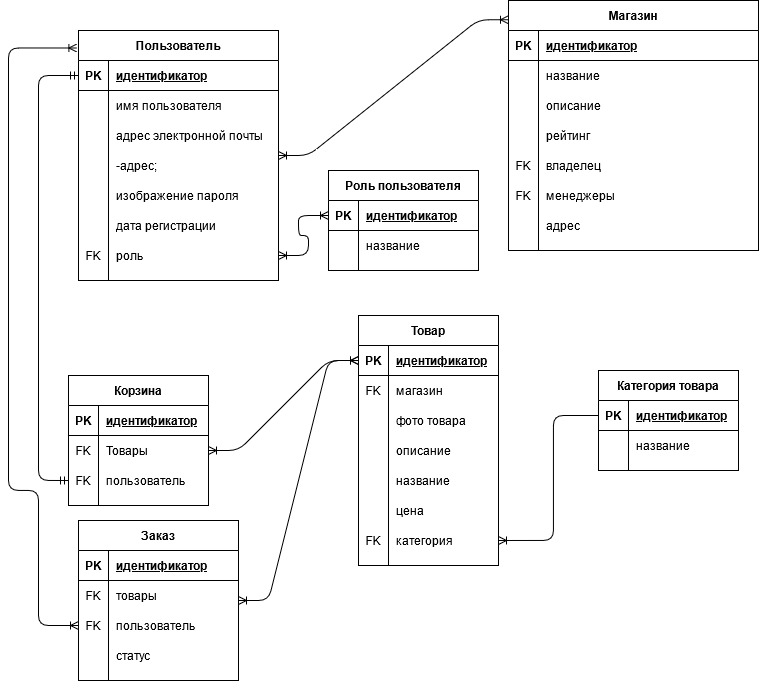 Пользователь
PK идентификатор
имя пользователя
адрес электронной почты
-адрес;
изображение пароля
дата регистрации
FK роль
Магазин
PK идентификатор
название
описание
рейтинг
FK владелец
FK менеджеры
адрес
Роль пользователя
PK идентификатор
название
Товар
PK идентификатор
FK магазин
фото товара
описание
название
цена
FK категория
Категория товара
PK идентификатор
название
Корзина
PK идентификатор
FK Товары
FK пользователь
Заказ
PK идентификатор
FK товары
FK пользователь
статус